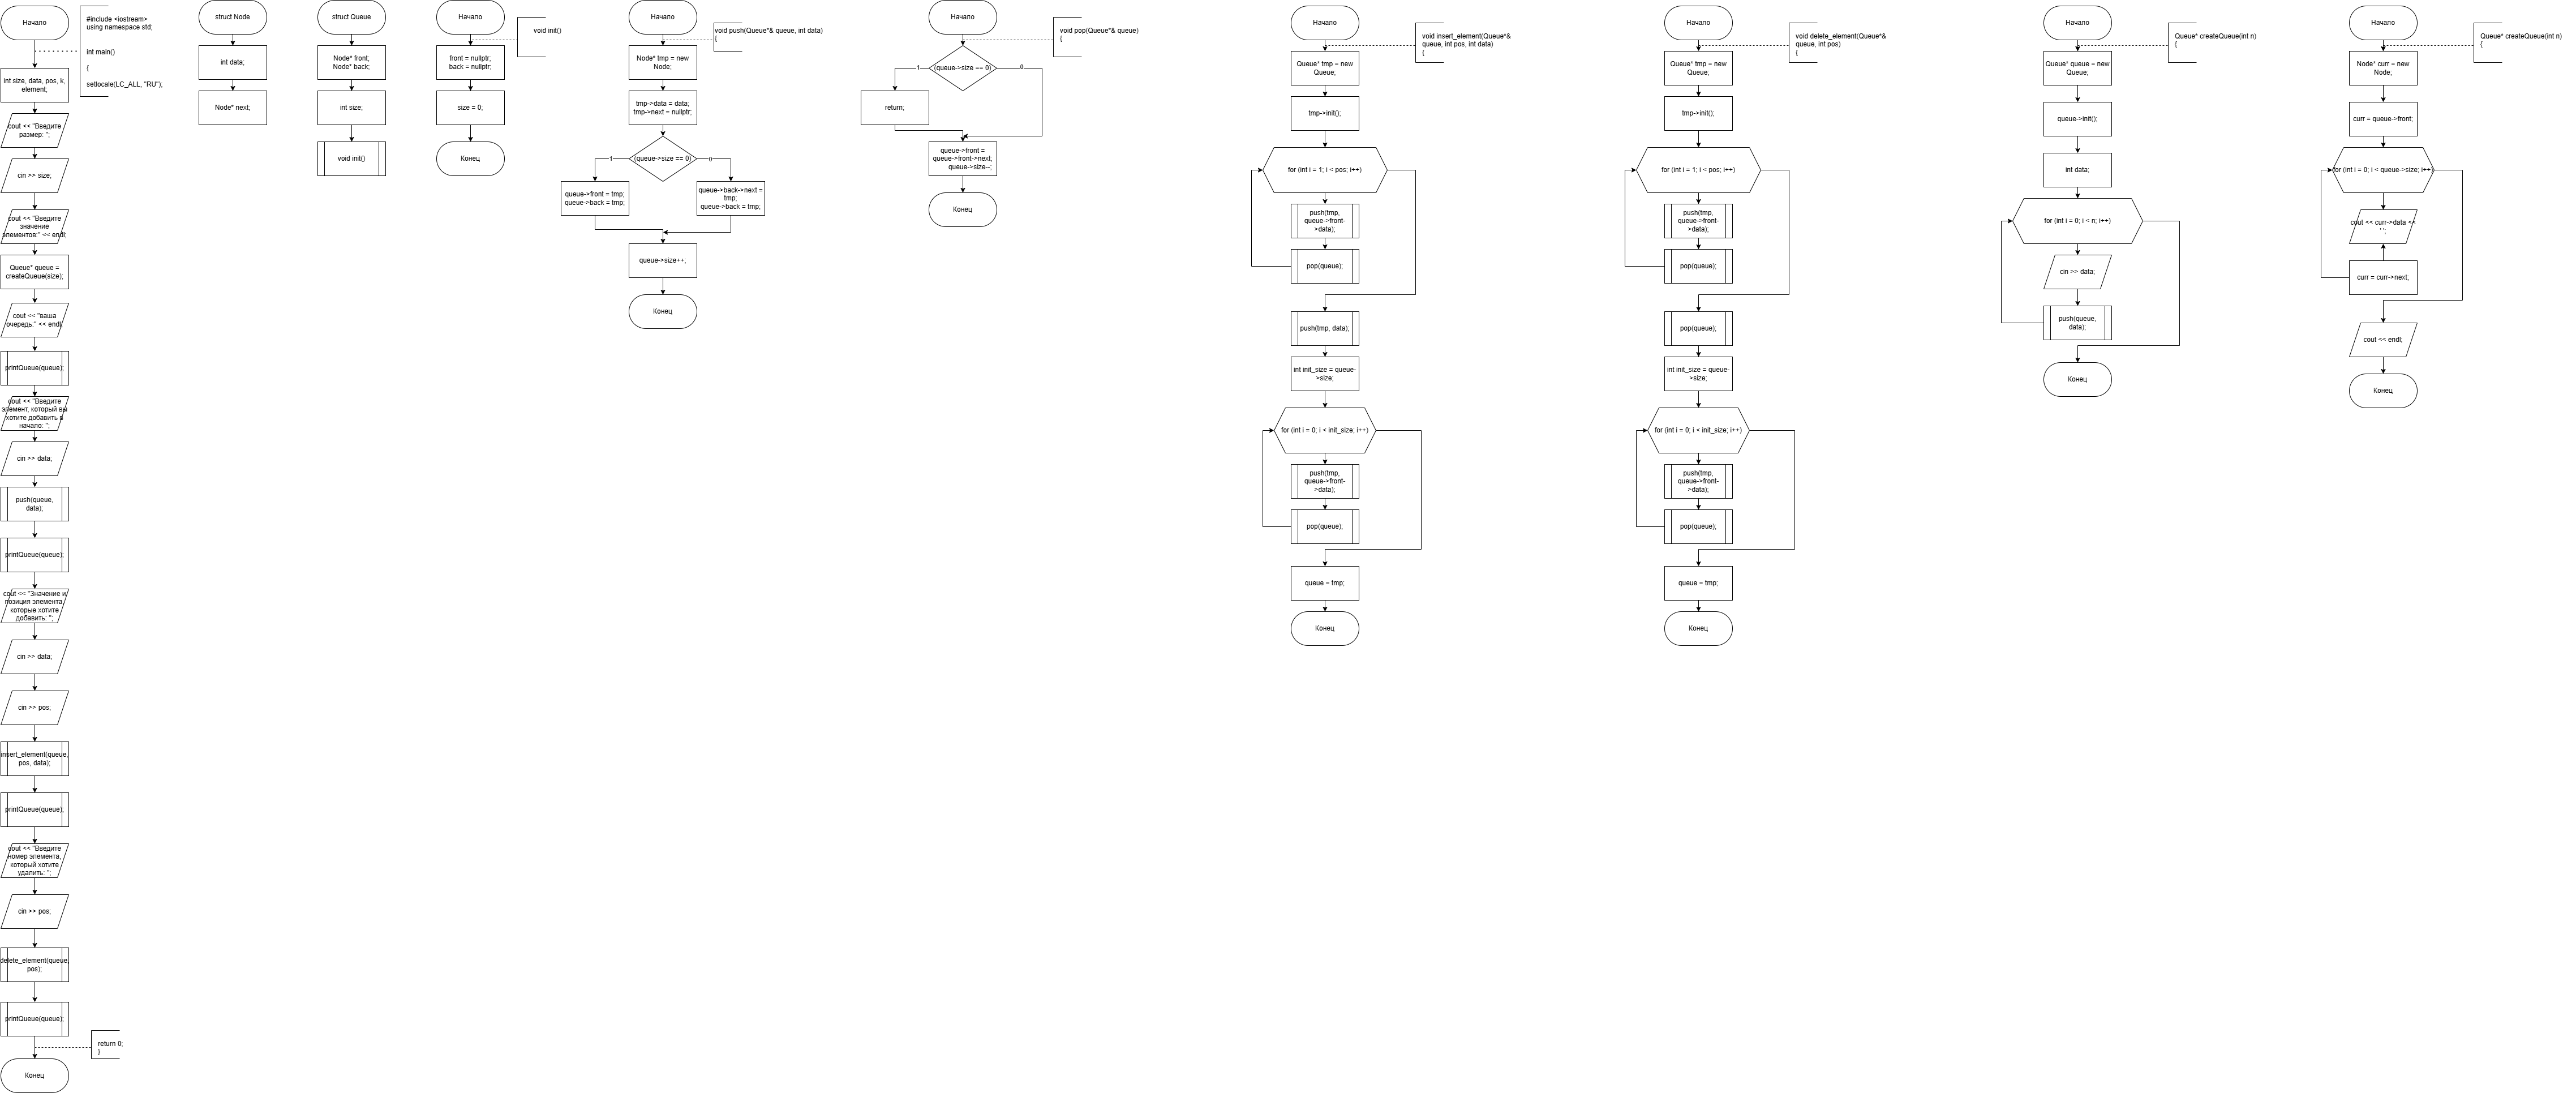 Начало
#include <iostream>
using namespace std;
int main()
{
setlocale(LC_ALL, "RU");
int size, data, pos, k,
element;
cout << "Введите
размер: ";
cin >> size;
cout << "Введите
значение
элементов:" << endl;
Queue* queue =
createQueue(size);
cout << "ваша
очередь:" << endl;
printQueue(queue);
cout << "Введите
элемент, который вы
хотите добавить в
начало: ";
cin >> data;
push(queue,
data);
printQueue(queue);
cout << "Значение и
позиция элемента,
которые хотите
добавить: ";
cin >> data;
cin >> pos;
insert_element(queue,
pos, data);
printQueue(queue);
cout << "Введите
номер элемента,
который хотите
удалить: ";
cin >> pos;
delete_element(queue,
pos);
printQueue(queue);
return 0;
}
Конец
struct Node
int data;
Node* next;
struct Queue
Node* front;
Node* back;
int size;
void init()
Начало
void init()
front = nullptr;
back = nullptr;
size = 0;
Конец
Начало
void push(Queue*& queue, int data)
{
Node* tmp = new
Node;
tmp->data = data;
tmp->next = nullptr;
(queue->size == 0)
1
0
queue->front = tmp;
queue->back = tmp;
queue->back->next =
tmp;
queue->back = tmp;
queue->size++;
Конец
Начало
void pop(Queue*& queue)
{
(queue->size == 0)
1
0
return;
queue->front =
queue->front->next;
queue->size--;
Конец
Начало
void insert_element(Queue*&
queue, int pos, int data)
{
Queue* tmp = new
Queue;
tmp->init();
for (int i = 1; i < pos; i++)
push(tmp,
queue->front-
>data);
pop(queue);
push(tmp, data);
int init_size = queue-
>size;
for (int i = 0; i < init_size; i++)
push(tmp,
queue->front-
>data);
pop(queue);
queue = tmp;
Конец
Начало
void delete_element(Queue*&
queue, int pos)
{
Queue* tmp = new
Queue;
tmp->init();
for (int i = 1; i < pos; i++)
push(tmp,
queue->front-
>data);
pop(queue);
pop(queue);
int init_size = queue-
>size;
for (int i = 0; i < init_size; i++)
push(tmp,
queue->front-
>data);
pop(queue);
queue = tmp;
Конец
Начало
Queue* createQueue(int n)
{
Queue* queue = new
Queue;
queue->init();
int data;
for (int i = 0; i < n; i++)
cin >> data;
push(queue,
data);
Конец
Начало
Queue* createQueue(int n)
{
Node* curr = new
Node;
curr = queue->front;
for (int i = 0; i < queue->size; i++)
cout << curr->data <<
' ';
curr = curr->next;
cout << endl;
Конец